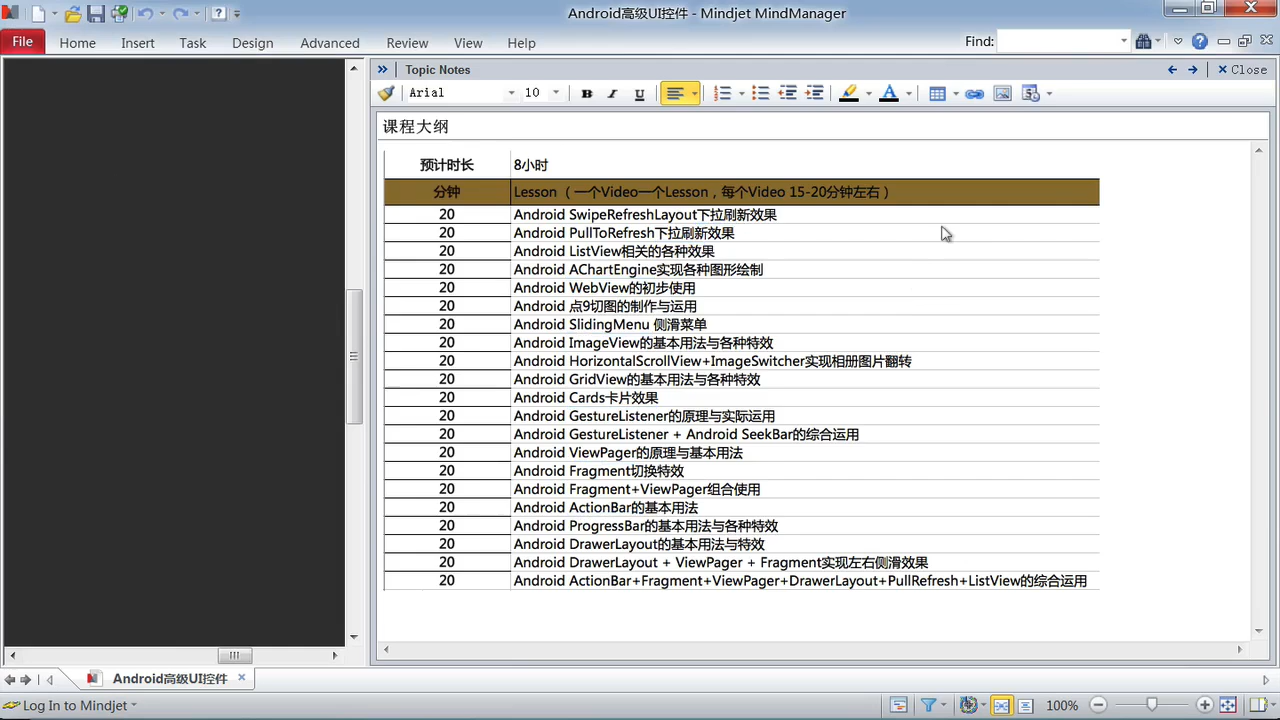 Android高级UI控件 - Mindjet MindManager
File Home Insert Task Design Advanced Review View Help Find:
Topic Notes Close
Arial 10 B I U A
课程大纲
预计时长 8小时
分钟 Lesson （一个Video一个Lesson，每个Video 15-20分钟左右）
20 Android SwipeRefreshLayout下拉刷新效果
20 Android PullToRefresh下拉刷新效果
20 Android ListView相关的各种效果
20 Android AChartEngine实现各种图形绘制
20 Android WebView的初步使用
20 Android 点9切图的制作与运用
20 Android SlidingMenu 侧滑菜单
20 Android ImageView的基本用法与各种特效
20 Android HorizontalScrollView+ImageSwitcher实现相册图片翻转
20 Android GridView的基本用法与各种特效
20 Android Cards卡片效果
20 Android GestureListener的原理与实际运用
20 Android GestureListener + Android SeekBar的综合运用
20 Android ViewPager的原理与基本用法
20 Android Fragment切换特效
20 Android Fragment+ViewPager组合使用
20 Android ActionBar的基本用法
20 Android ProgressBar的基本用法与各种特效
20 Android DrawerLayout的基本用法与特效
20 Android DrawerLayout + ViewPager + Fragment实现左右侧滑效果
20 Android ActionBar+Fragment+ViewPager+DrawerLayout+PullRefresh+ListView的综合运用
Android高级UI控件
Log In to Mindjet 100%